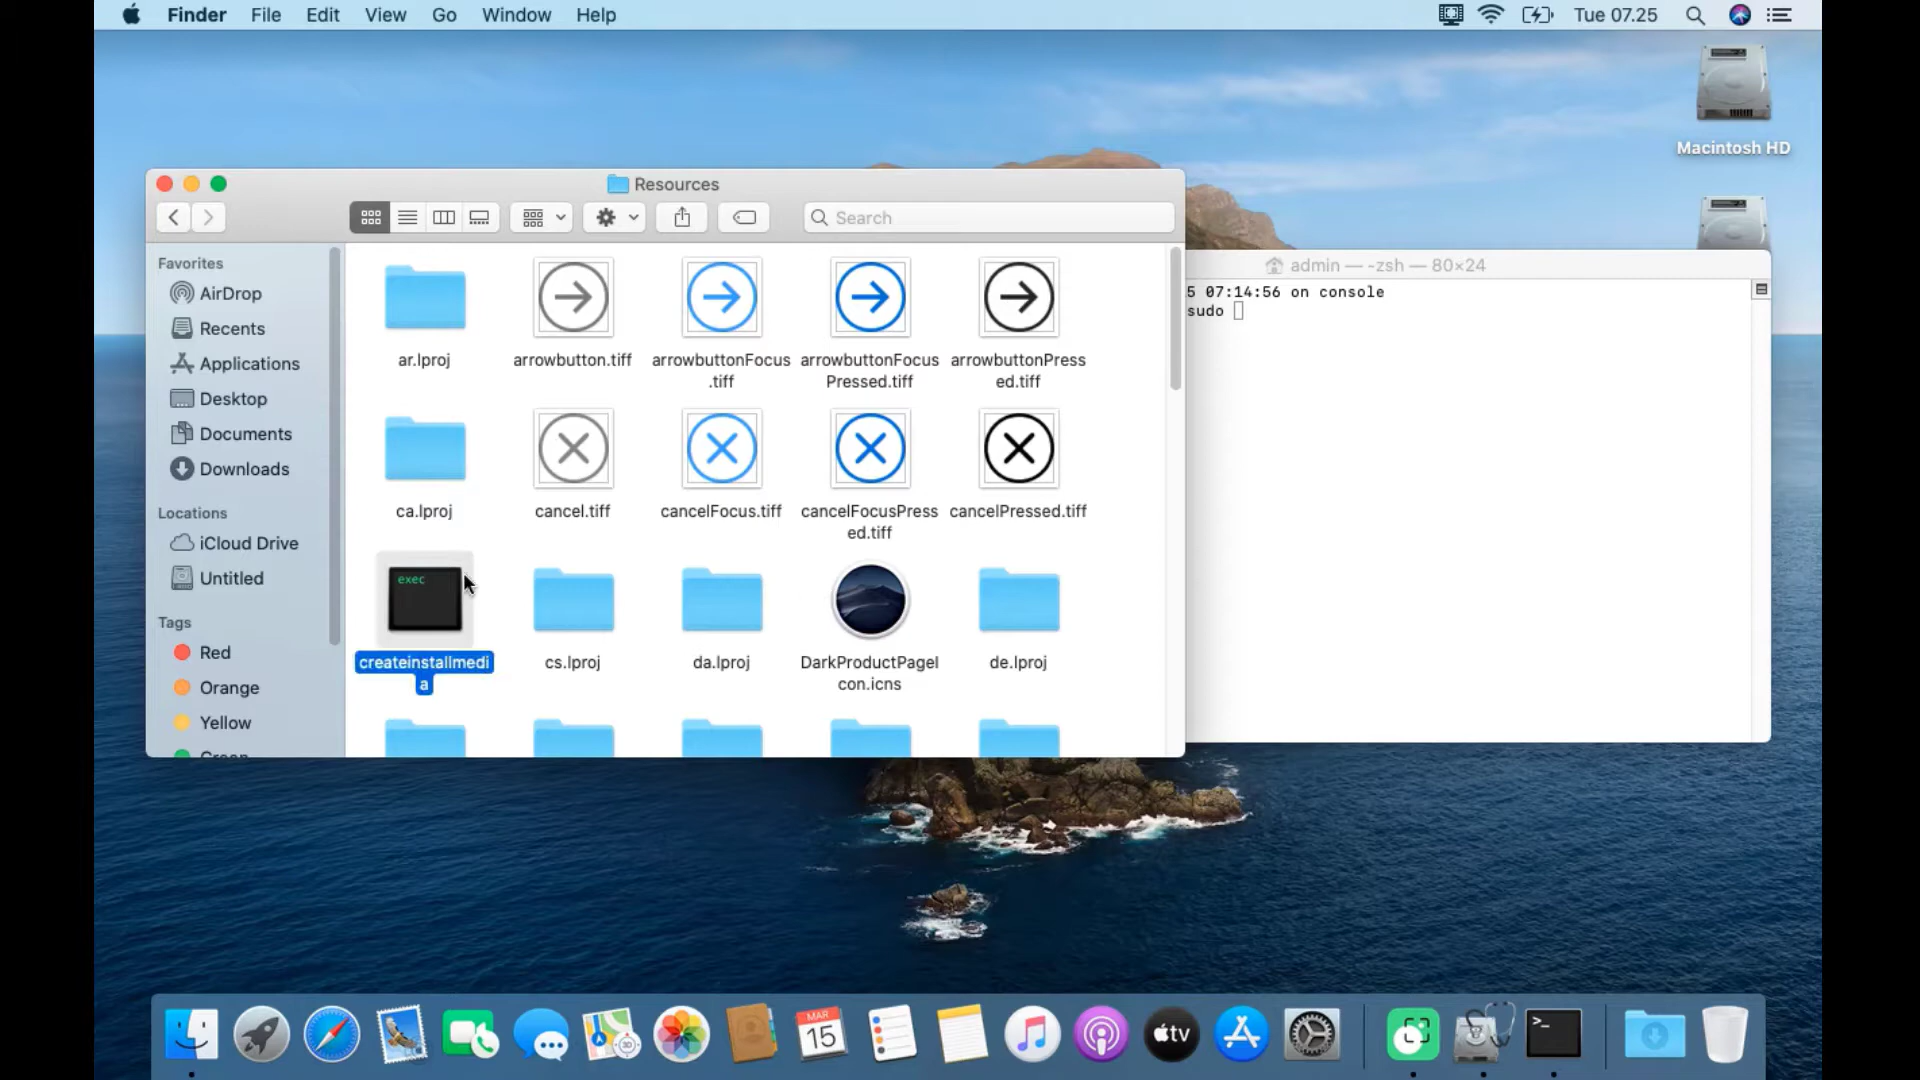 Finder File Edit View Go Window Help Tue 07.25
Macintosh HD
Resources
Search
Favorites
AirDrop
Recents
Applications
Desktop
Documents
Downloads
Locations
iCloud Drive
Untitled
Tags
Red
Orange
Yellow
Green
ar.lproj
arrowbutton.tiff
arrowbuttonFocus
.tiff
arrowbuttonFocus
Pressed.tiff
arrowbuttonPress
ed.tiff
ca.lproj
cancel.tiff
cancelFocus.tiff
cancelFocusPress
ed.tiff
cancelPressed.tiff
exec
createinstallmedi
a
cs.lproj
da.lproj
DarkProductPageI
con.icns
de.lproj
admin — -zsh — 80×24
5 07:14:56 on console
sudo
MAR
15
3D
tv
>_